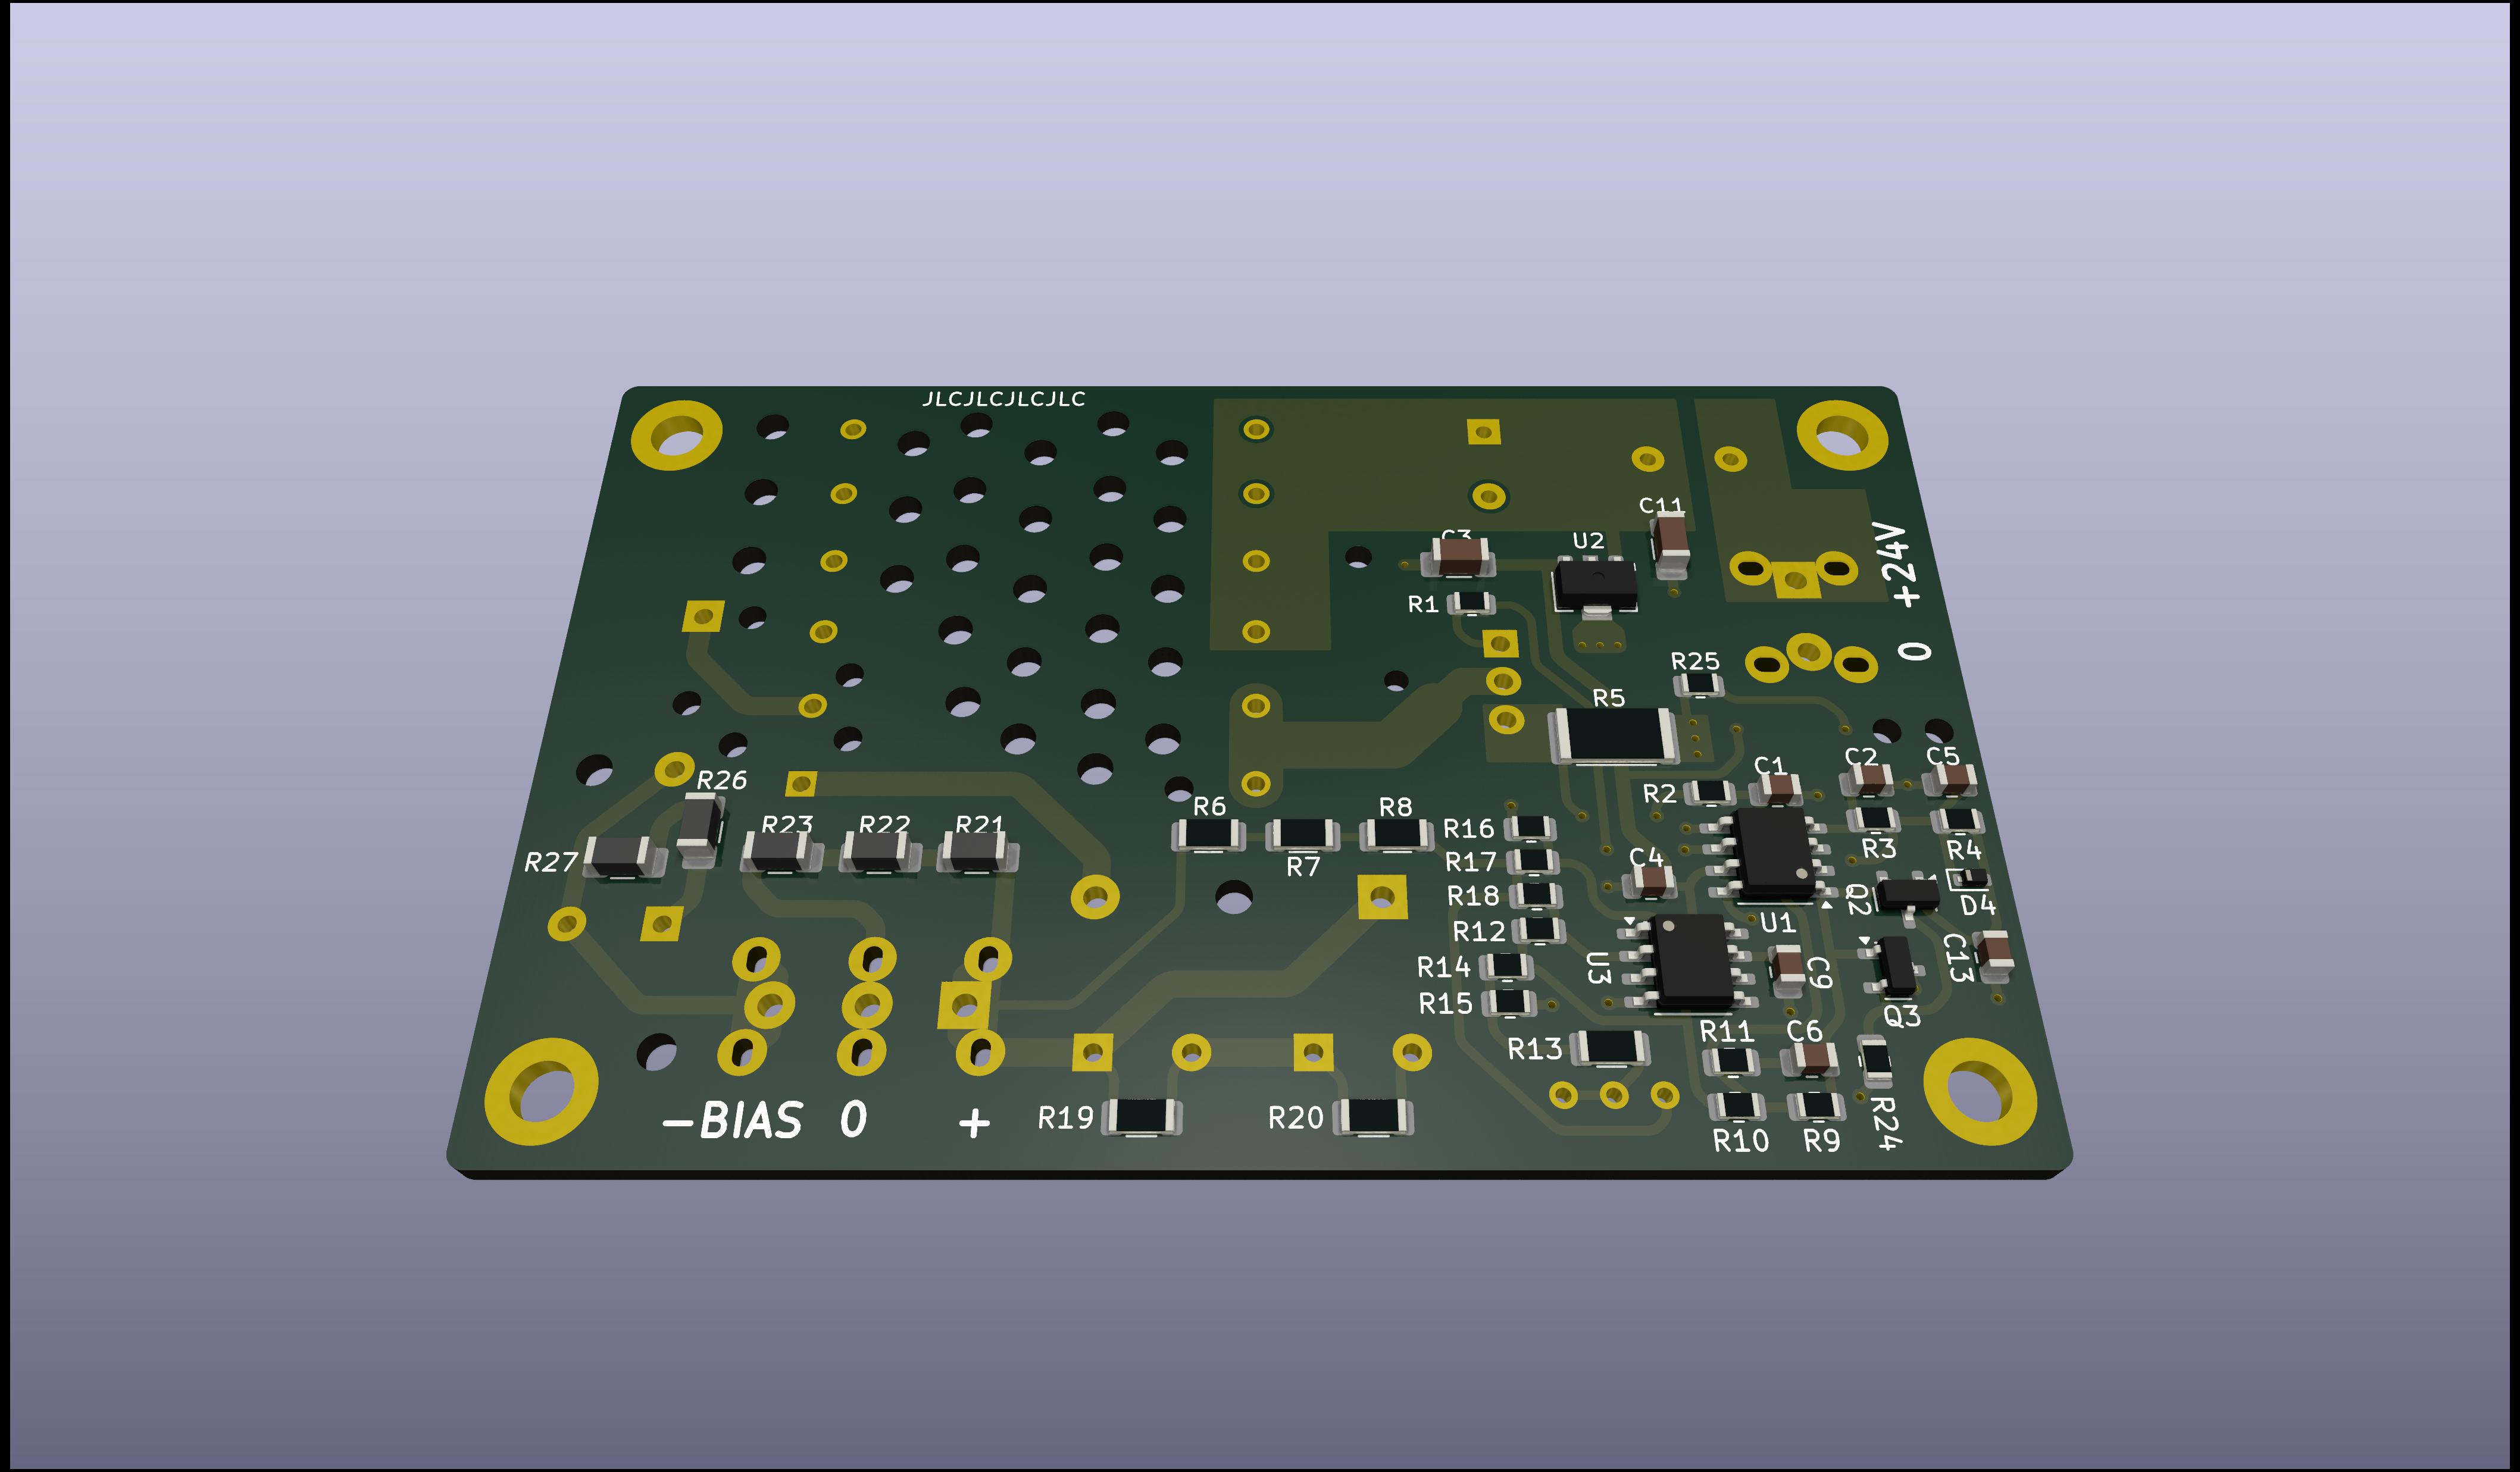 JLCJLCJLCJLC
C11
C3
U2
+24V
R1
0
R25
R5
C1
C2
C5
R26
R2
R6
R8
R23
R22
R21
R16
R3
R4
R27
R7
R17
C4
R18
Q2
D4
U1
R12
R14
U3
C9
C13
R15
Q3
R13
R11
C6
-BIAS 0 +
R19
R20
R10
R9
R24